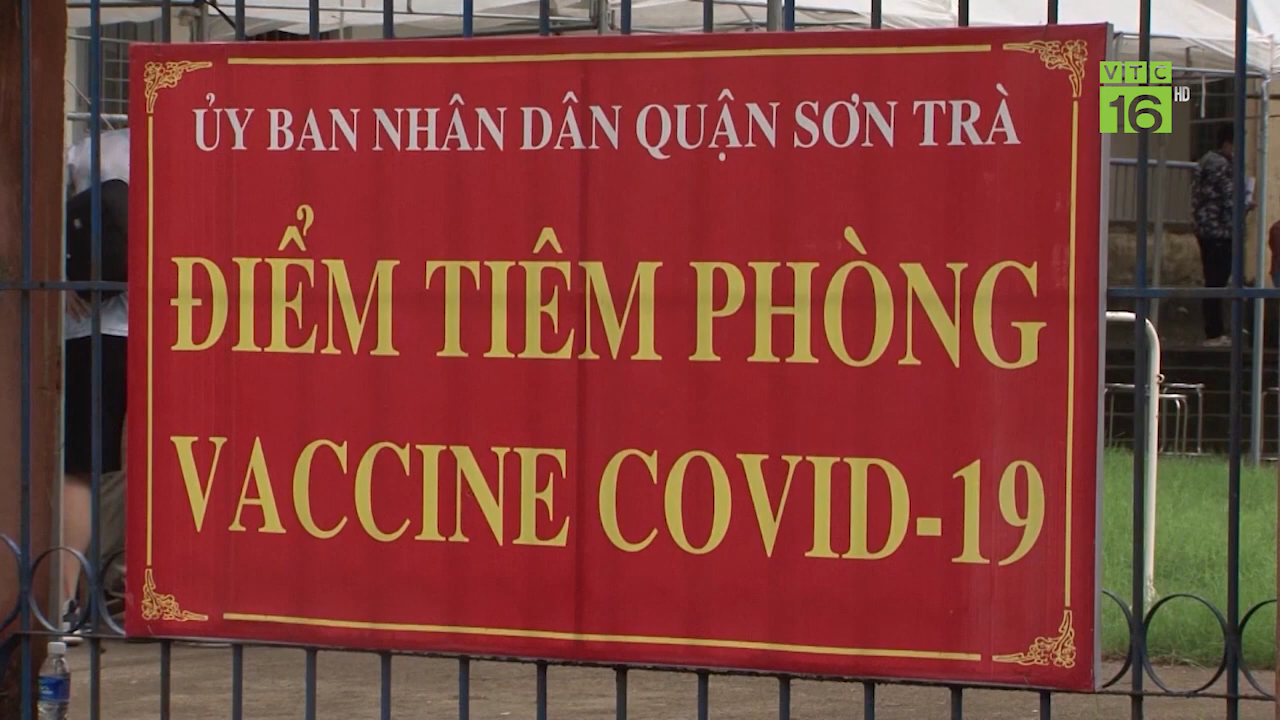 VTC
16 HD
ỦY BAN NHÂN DÂN QUẬN SƠN TRÀ
ĐIỂM TIÊM PHÒNG
VACCINE COVID-19